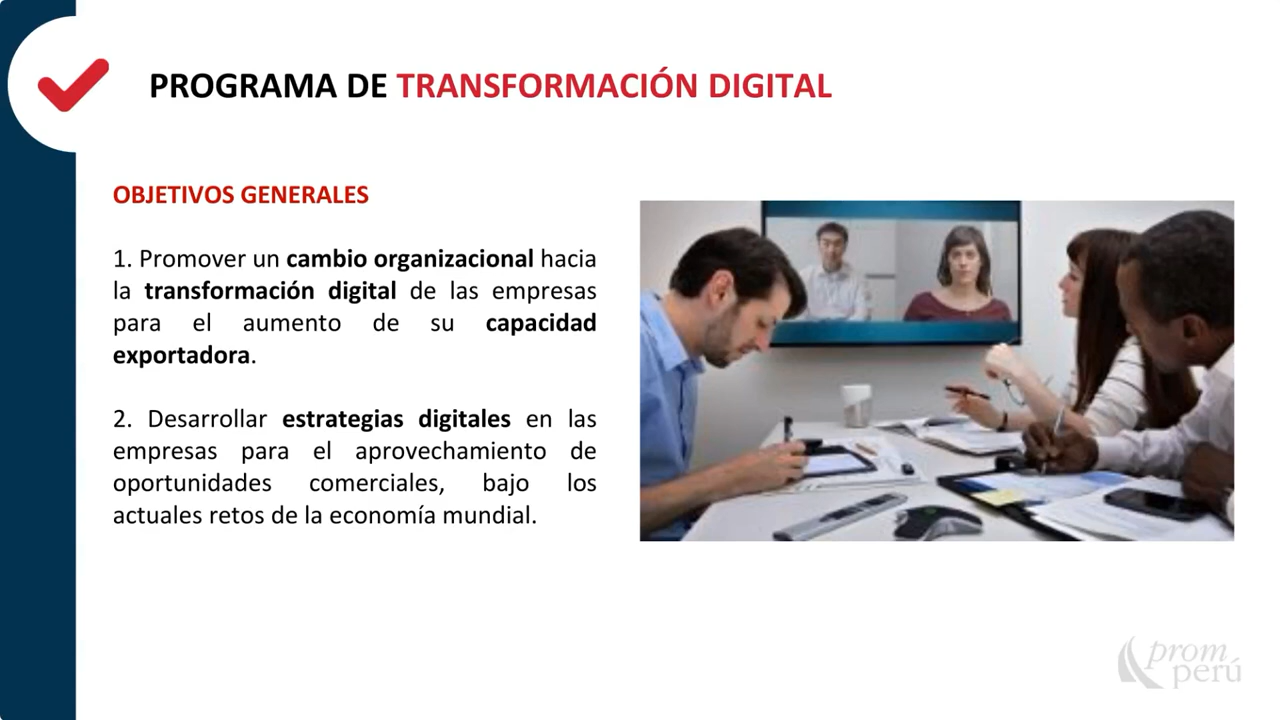 PROGRAMA DE TRANSFORMACIÓN DIGITAL
OBJETIVOS GENERALES
1. Promover un cambio organizacional hacia
la transformación digital de las empresas
para el aumento de su capacidad
exportadora.
2. Desarrollar estrategias digitales en las
empresas para el aprovechamiento de
oportunidades comerciales, bajo los
actuales retos de la economía mundial.
prom
perú